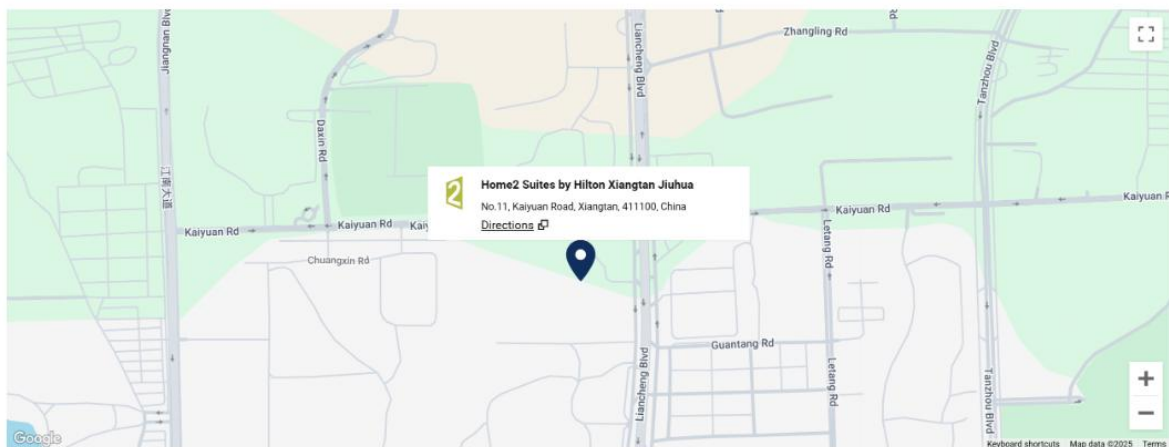 Jiangnan Blvd
Liancheng Blvd
Zhangling Rd
Tanzhou Blvd
Daxin Rd
江南大道
2
Home2 Suites by Hilton Xiangtan Jiuhua
No.11, Kaiyuan Road, Xiangtan, 411100, China
Directions
Kaiyuan Rd
Kaiyuan Rd
Kaiyuan Rd
Kaiyuan Rd
Chuangxin Rd
Letang Rd
Guantang Rd
Liancheng Blvd
Letang Rd
Tanzhou Blvd
Google
Keyboard shortcuts Map data ©2025 Terms